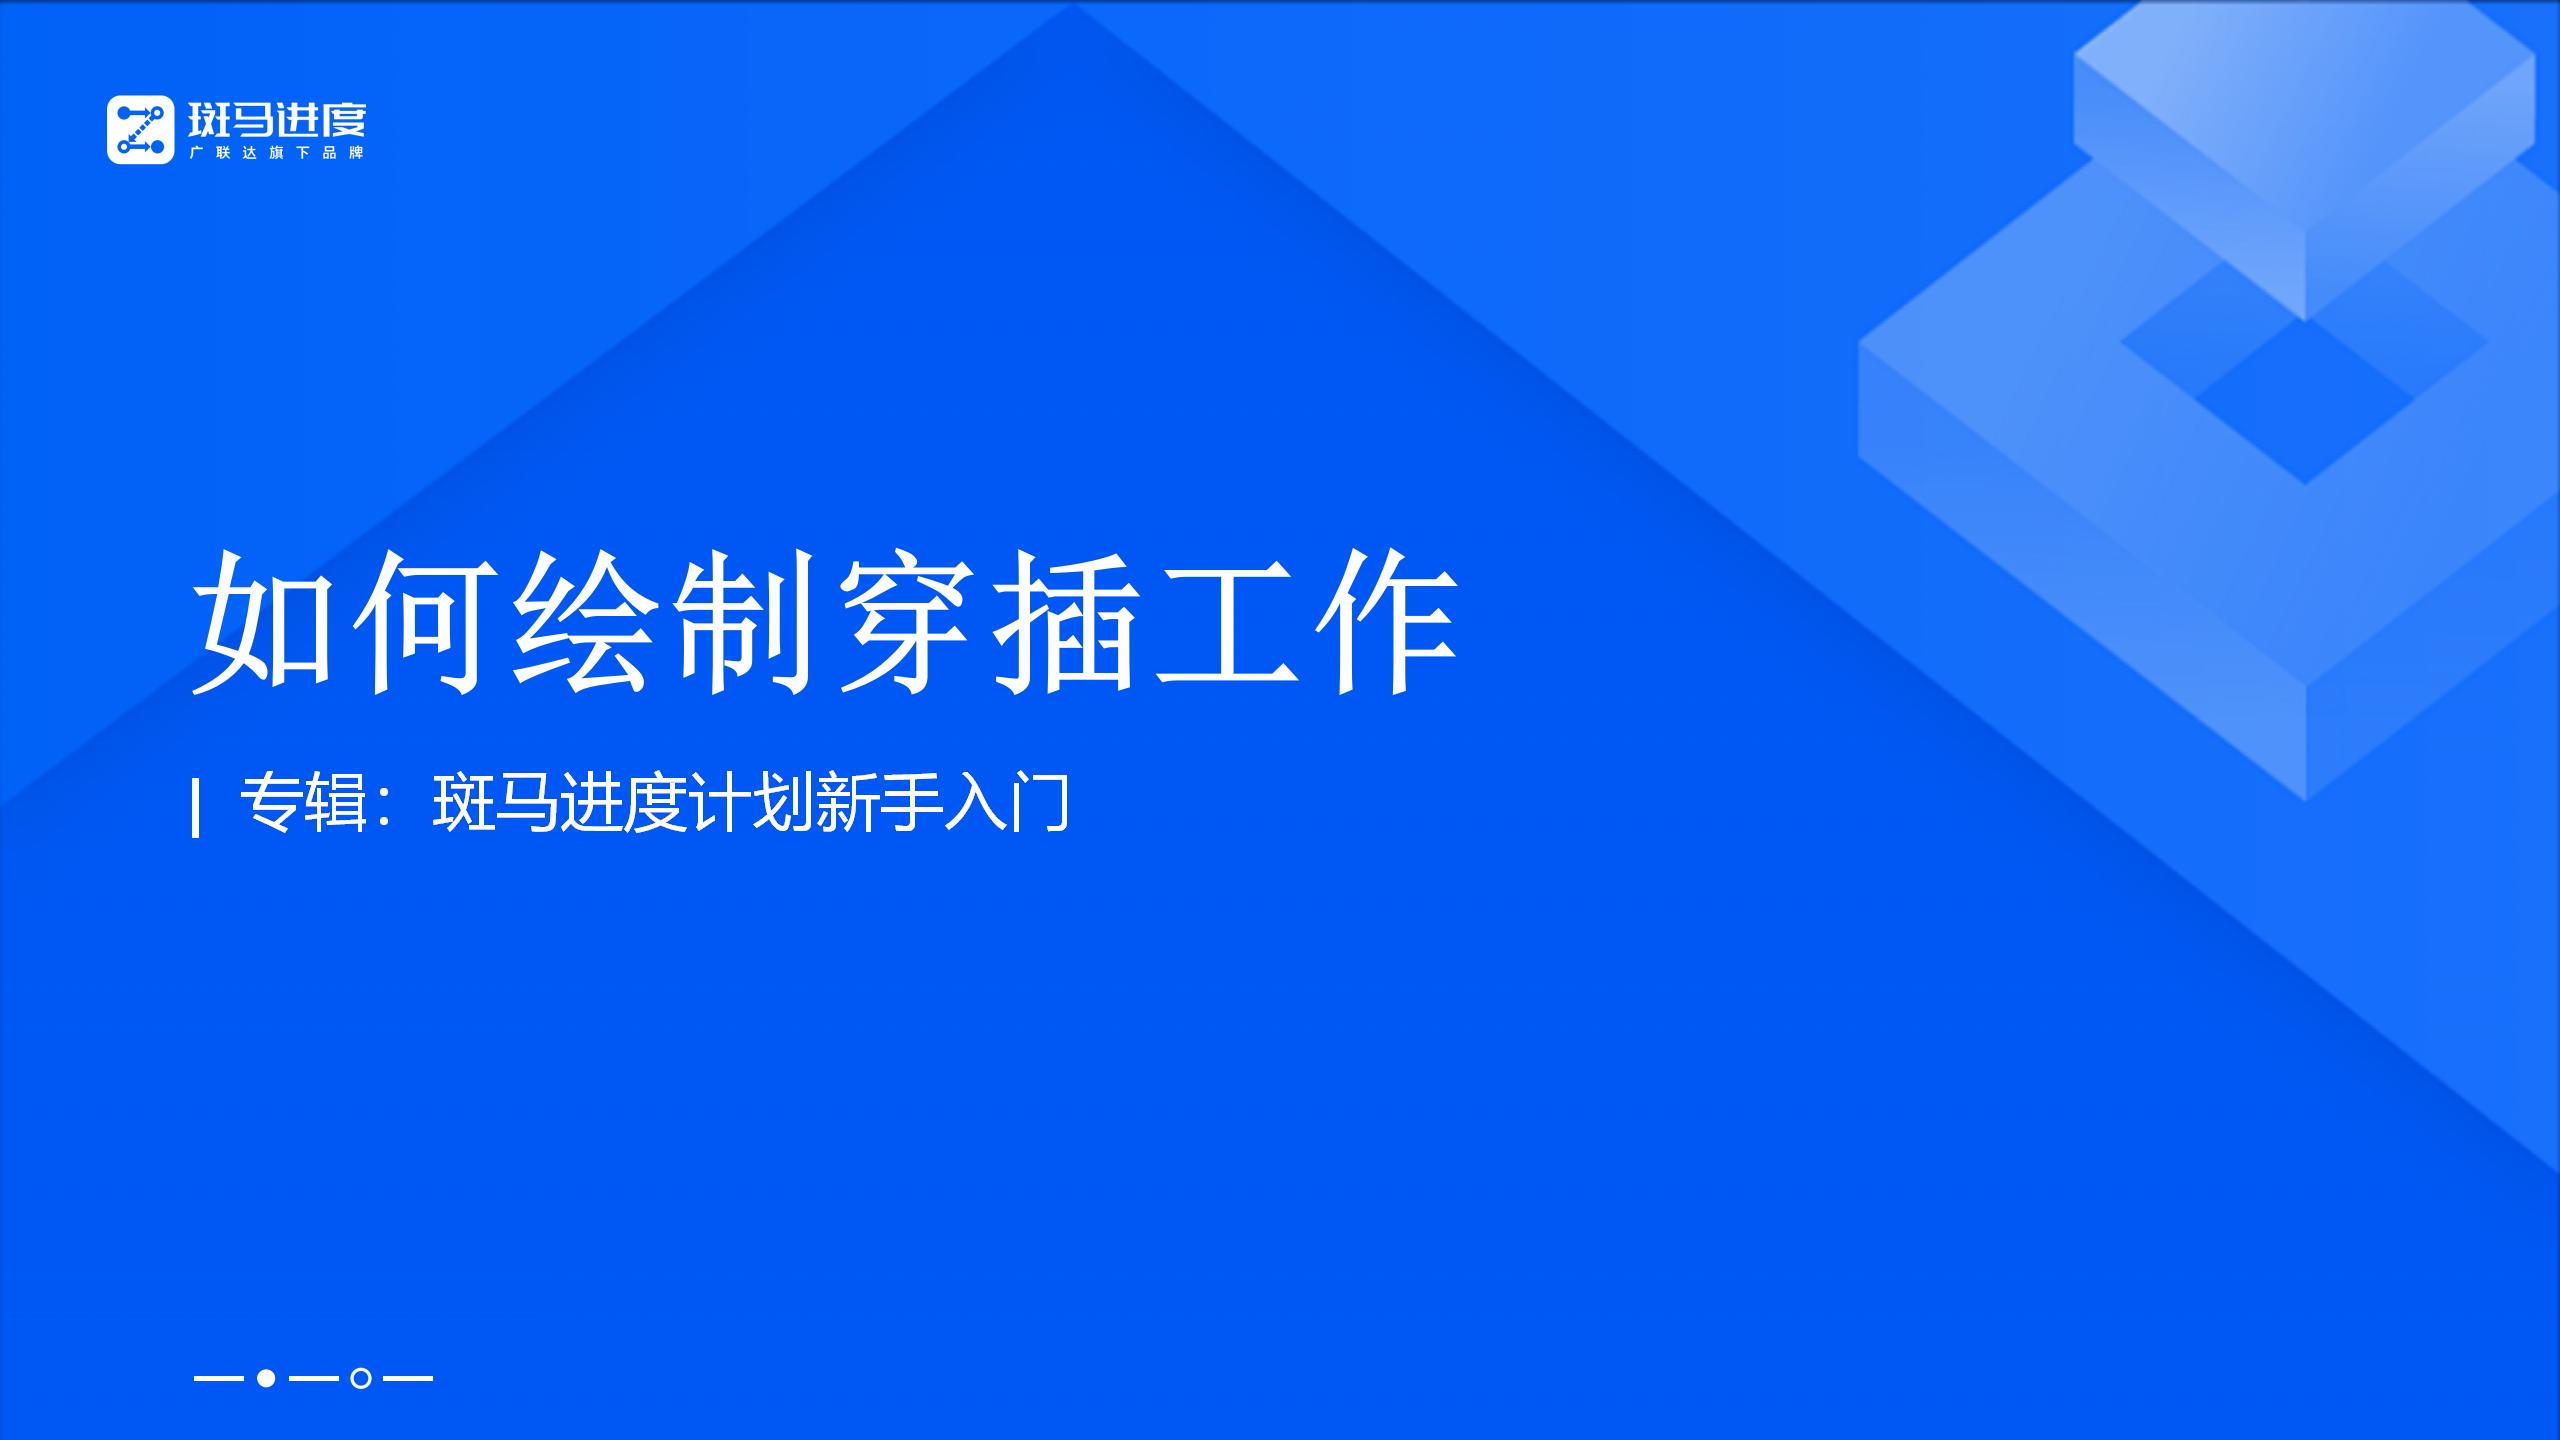 斑马进度
广联达旗下品牌
如何绘制穿插工作
专辑：斑马进度计划新手入门